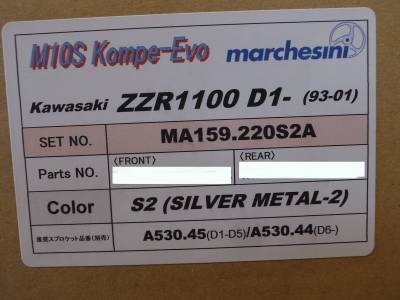 M10S Kompe-Evo marchesini
Kawasaki ZZR1100 D1- (93-01)
SET NO. MA159.220S2A
Parts NO. 〈FRONT〉 〈REAR〉
Color S2 (SILVER METAL-2)
推奨スプロケット品番(別売) A530.45(D1-D5)/A530.44(D6-)